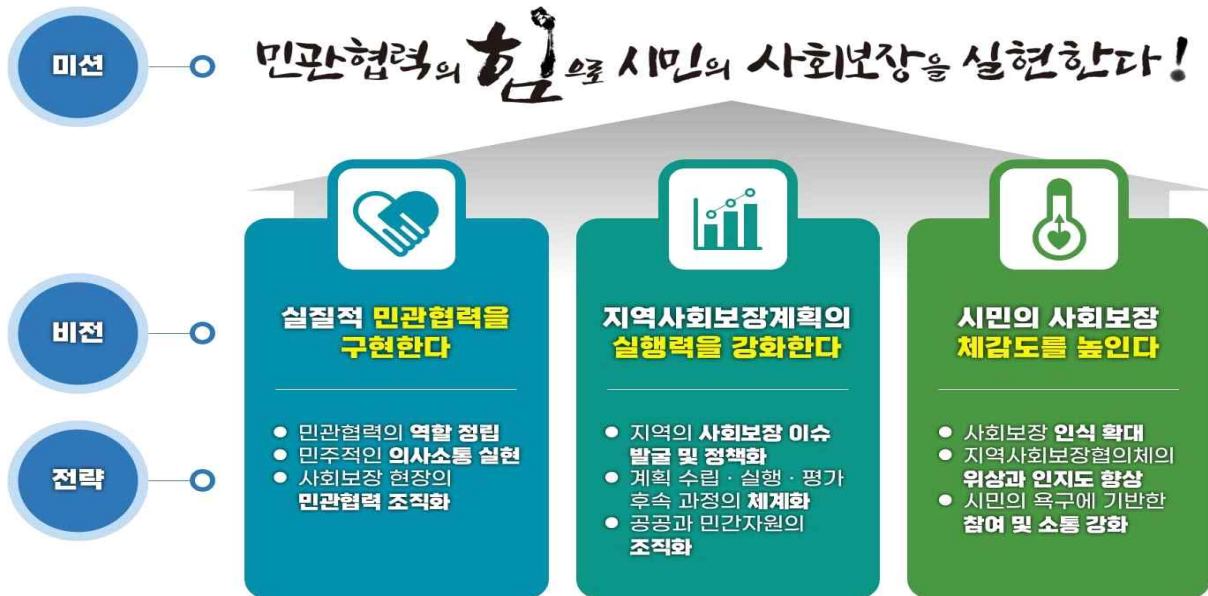 미션
민관협력의 힘으로 시민의 사회보장을 실현한다!
비전
실질적 민관협력을
구현한다
지역사회보장계획의
실행력을 강화한다
시민의 사회보장
체감도를 높인다
전략
● 민관협력의 역할 정립
● 민주적인 의사소통 실현
● 사회보장 현장의
민관협력 조직화
● 지역의 사회보장 이슈
발굴 및 정책화
● 계획 수립 · 실행 · 평가
후속 과정의 체계화
● 공공과 민간자원의
조직화
● 사회보장 인식 확대
● 지역사회보장협의체의
위상과 인지도 향상
● 시민의 욕구에 기반한
참여 및 소통 강화